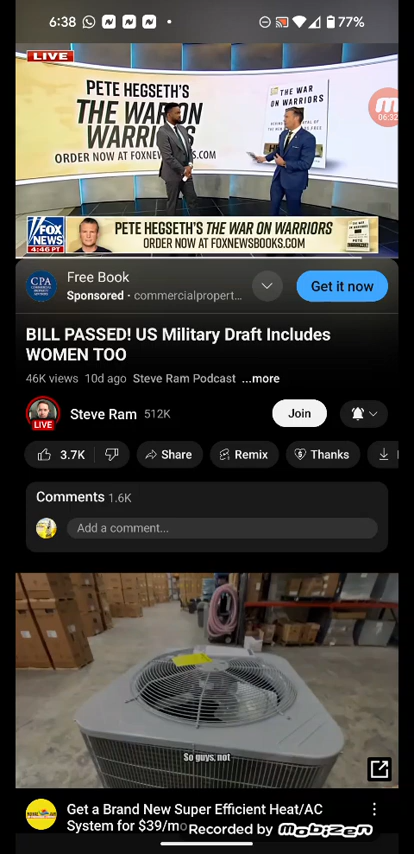 6:38
77%
LIVE
PETE HEGSETH'S
THE WAR ON
WARRIORS
ORDER NOW AT FOXNEWSBOOKS.COM
THE WAR
ON WARRIORS
06:32
FOX
NEWS
4:46 PT
PETE HEGSETH'S THE WAR ON WARRIORS
ORDER NOW AT FOXNEWSBOOKS.COM
CPA
Free Book
Sponsored · commercialpropert...
Get it now
BILL PASSED! US Military Draft Includes
WOMEN TOO
46K views 10d ago Steve Ram Podcast ...more
LIVE
Steve Ram 512K
Join
3.7K
Share
Remix
Thanks
Comments 1.6K
Add a comment...
So guys, not
Get a Brand New Super Efficient Heat/AC
System for $39/mo
Recorded by mobizen